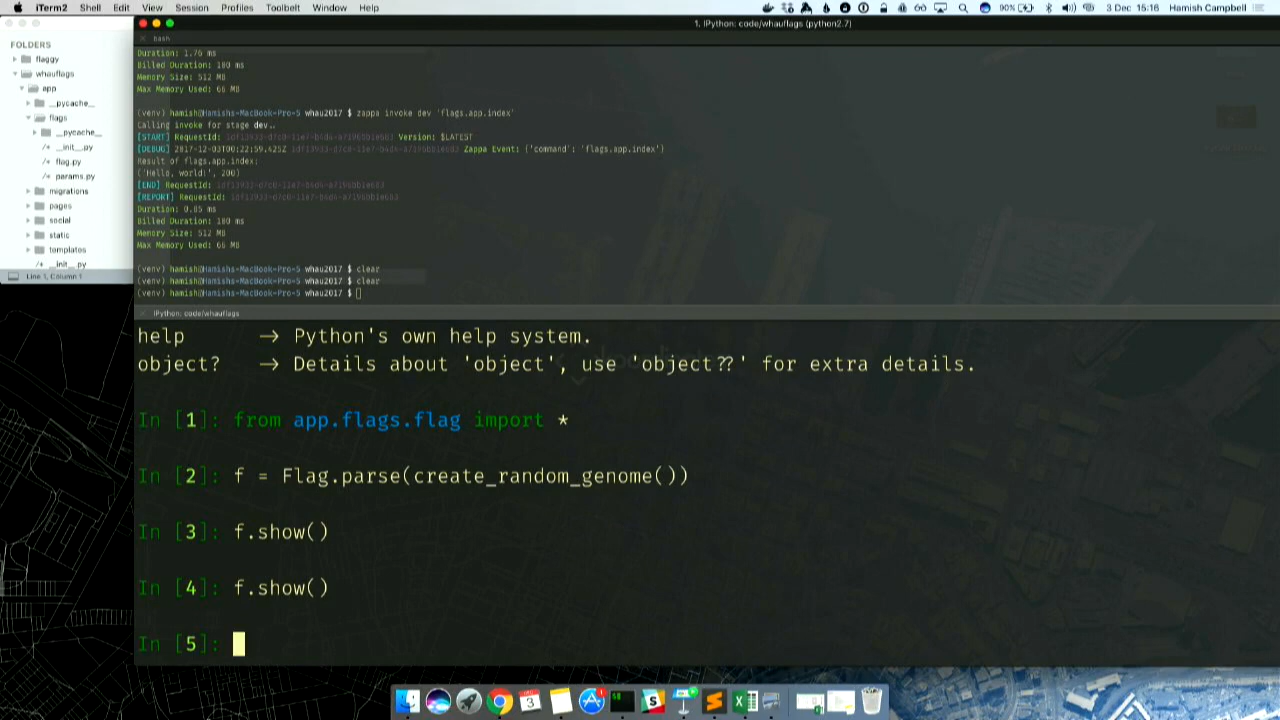 iTerm2 Shell Edit View Session Profiles Toolbelt Window Help
90% 3 Dec 15:16 Hamish Campbell
1. IPython: code/whauflags (python2.7)
bash
FOLDERS
flaggy
whauflags
app
__pycache__
flags
__pycache__
__init__.py
flag.py
params.py
migrations
pages
social
static
templates
__init__.py
Line 1, Column 1
Duration: 1.76 ms
Billed Duration: 100 ms
Memory Size: 512 MB
Max Memory Used: 66 MB
(venv) hamish@Hamishs-MacBook-Pro-5 whau2017 $ zappa invoke dev 'flags.app.index'
Calling invoke for stage dev..
[START] RequestId: Version: $LATEST
[DEBUG] 2017-12-03T00:22:59.425Z Zappa Event: {'command': 'flags.app.index'}
Result of flags.app.index:
('Hello, world!', 200)
[END] RequestId:
[REPORT] RequestId:
Duration: 0.85 ms
Billed Duration: 100 ms
Memory Size: 512 MB
Max Memory Used: 66 MB
(venv) hamish@Hamishs-MacBook-Pro-5 whau2017 $ clear
(venv) hamish@Hamishs-MacBook-Pro-5 whau2017 $ clear
(venv) hamish@Hamishs-MacBook-Pro-5 whau2017 $
IPython: code/whauflags
help -> Python's own help system.
object? -> Details about 'object', use 'object??' for extra details.
In [1]: from app.flags.flag import *
In [2]: f = Flag.parse(create_random_genome())
In [3]: f.show()
In [4]: f.show()
In [5]: